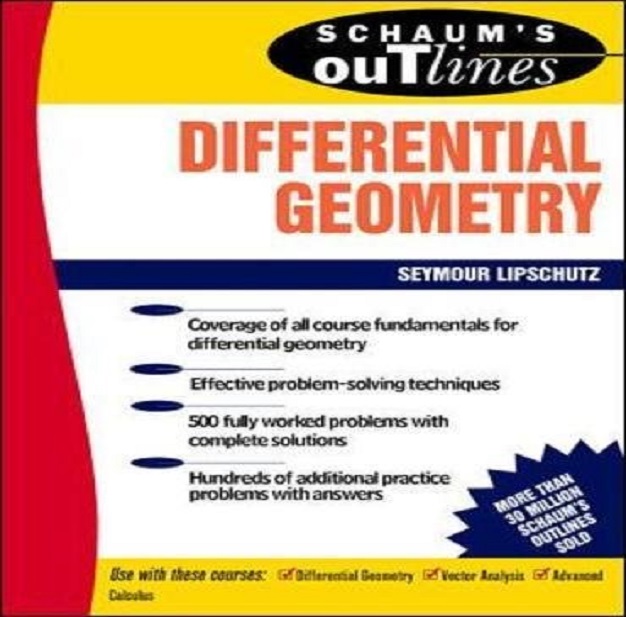 SCHAUM'S
ouTlines
DIFFERENTIAL
GEOMETRY
SEYMOUR LIPSCHUTZ
Coverage of all course fundamentals for
differential geometry
Effective problem-solving techniques
500 fully worked problems with
complete solutions
Hundreds of additional practice
problems with answers
MORE THAN
30 MILLION
SCHAUM'S
OUTLINES
SOLD
Use with these courses: ☑ Differential Geometry ☑ Vector Analysis ☑ Advanced
Calculus